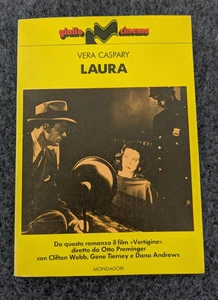 giallo cinema
VERA CASPARY
LAURA
Da questo romanzo il film «Vertigine»
diretto da Otto Preminger
con Clifton Webb, Gene Tierney e Dana Andrews
MONDADORI